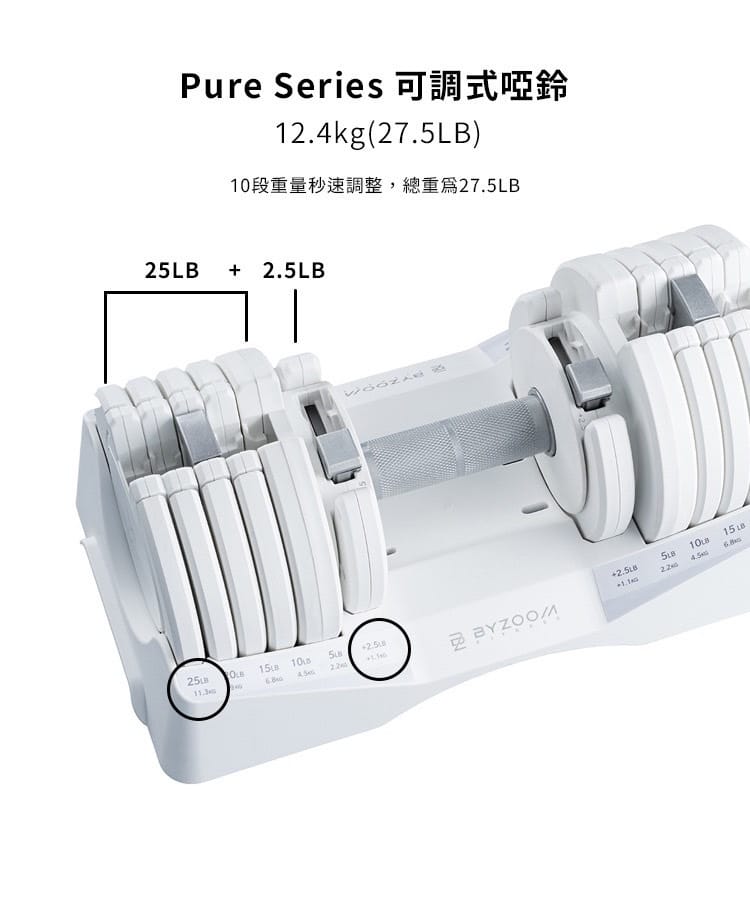 Pure Series 可調式啞鈴
12.4kg(27.5LB)
10段重量秒速調整，總重爲27.5LB
25LB + 2.5LB
BYZOOM
+2.5LB 5LB 10LB 15LB
+1.1KG 2.2KG 4.5KG 6.8KG
BYZOOM
FITNESS
25LB 20LB 15LB 10LB 5LB +2.5LB
11.3KG 6.8KG 4.5KG 2.2KG +1.1KG